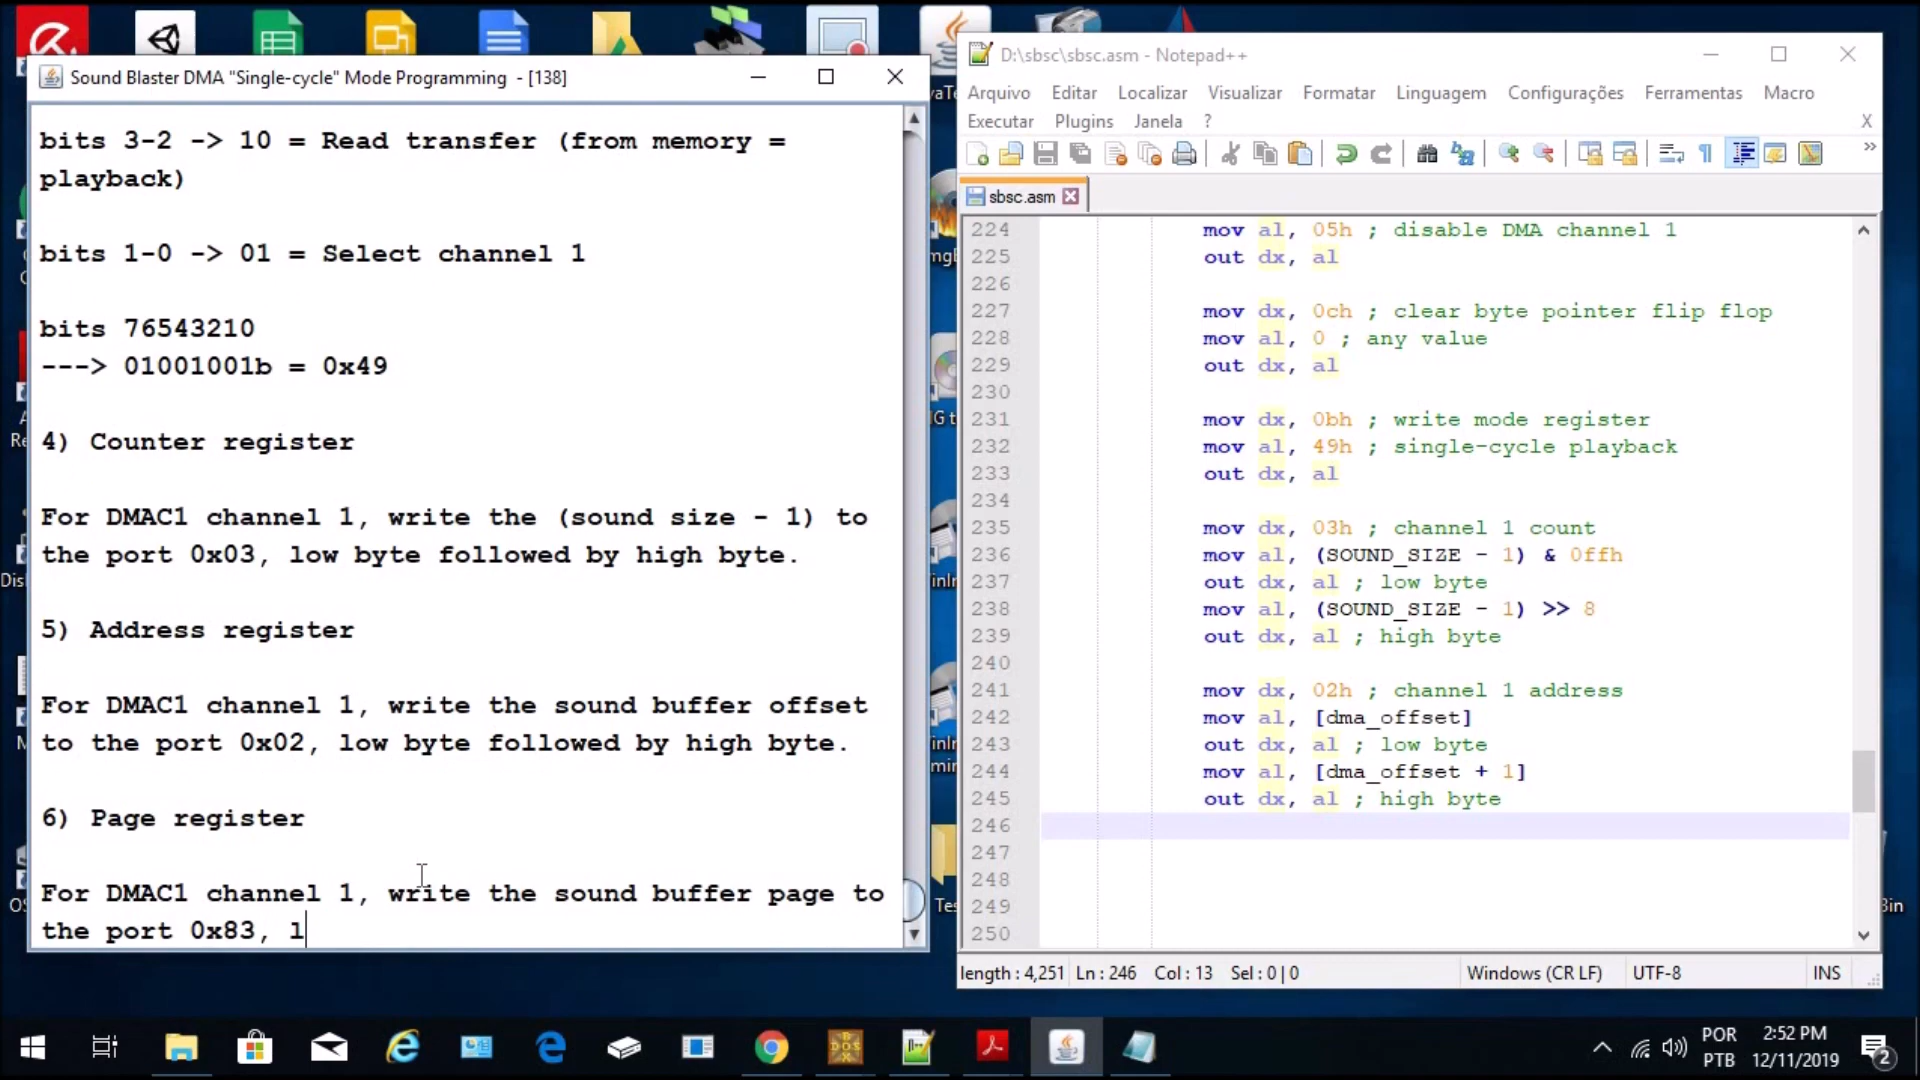 Sound Blaster DMA "Single-cycle" Mode Programming - [138]
bits 3-2 -> 10 = Read transfer (from memory =
playback)
bits 1-0 -> 01 = Select channel 1
bits 76543210
---> 01001001b = 0x49
4) Counter register
For DMAC1 channel 1, write the (sound size - 1) to
the port 0x03, low byte followed by high byte.
5) Address register
For DMAC1 channel 1, write the sound buffer offset
to the port 0x02, low byte followed by high byte.
6) Page register
For DMAC1 channel 1, write the sound buffer page to
the port 0x83, l
D:\sbsc\sbsc.asm - Notepad++
Arquivo Editar Localizar Visualizar Formatar Linguagem Configurações Ferramentas Macro
Executar Plugins Janela ? X
sbsc.asm
224 mov al, 05h ; disable DMA channel 1
225 out dx, al
226
227 mov dx, 0ch ; clear byte pointer flip flop
228 mov al, 0 ; any value
229 out dx, al
230
231 mov dx, 0bh ; write mode register
232 mov al, 49h ; single-cycle playback
233 out dx, al
234
235 mov dx, 03h ; channel 1 count
236 mov al, (SOUND_SIZE - 1) & 0ffh
237 out dx, al ; low byte
238 mov al, (SOUND_SIZE - 1) >> 8
239 out dx, al ; high byte
240
241 mov dx, 02h ; channel 1 address
242 mov al, [dma_offset]
243 out dx, al ; low byte
244 mov al, [dma_offset + 1]
245 out dx, al ; high byte
246
247
248
249
250
length : 4,251 Ln : 246 Col : 13 Sel : 0 | 0 Windows (CR LF) UTF-8 INS
POR
PTB
2:52 PM
12/11/2019
2